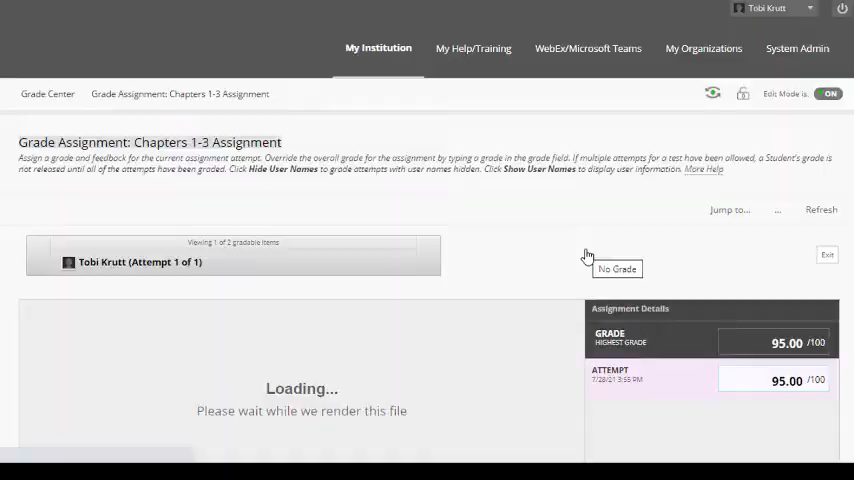 Tobi Krutt
My Institution
My Help/Training
WebEx/Microsoft Teams
My Organizations
System Admin
Grade Center
Grade Assignment: Chapters 1-3 Assignment
Edit Mode is:
ON
Grade Assignment: Chapters 1-3 Assignment
Assign a grade and feedback for the current assignment attempt. Override the overall grade for the assignment by typing a grade in the grade field. If multiple attempts for a test have been allowed, a Student's grade is
not released until all of the attempts have been graded. Click Hide User Names to grade attempts with user names hidden. Click Show User Names to display user information. More Help
Jump to...
...
Refresh
Viewing 1 of 2 gradable items
Tobi Krutt (Attempt 1 of 1)
No Grade
Exit
Assignment Details
GRADE
HIGHEST GRADE
95.00 /100
ATTEMPT
7/28/21 3:55 PM
95.00 /100
Loading...
Please wait while we render this file